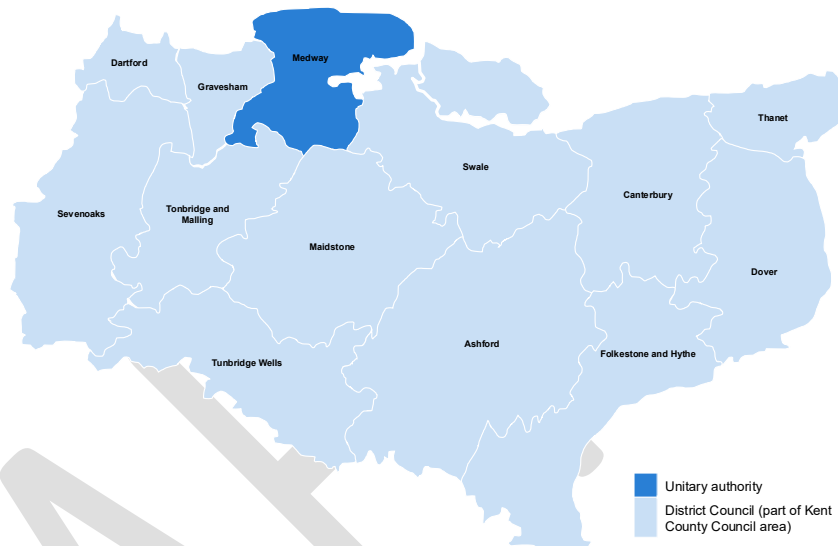 Medway
Dartford
Gravesham
Thanet
Swale
Canterbury
Sevenoaks
Tonbridge and
Malling
Maidstone
Dover
Ashford
Folkestone and Hythe
Tunbridge Wells
Unitary authority
District Council (part of Kent
County Council area)